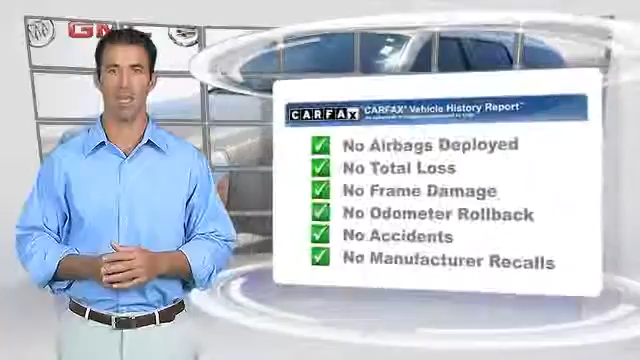 GM
CARFAX CARFAX Vehicle History Report™
No Airbags Deployed
No Total Loss
No Frame Damage
No Odometer Rollback
No Accidents
No Manufacturer Recalls